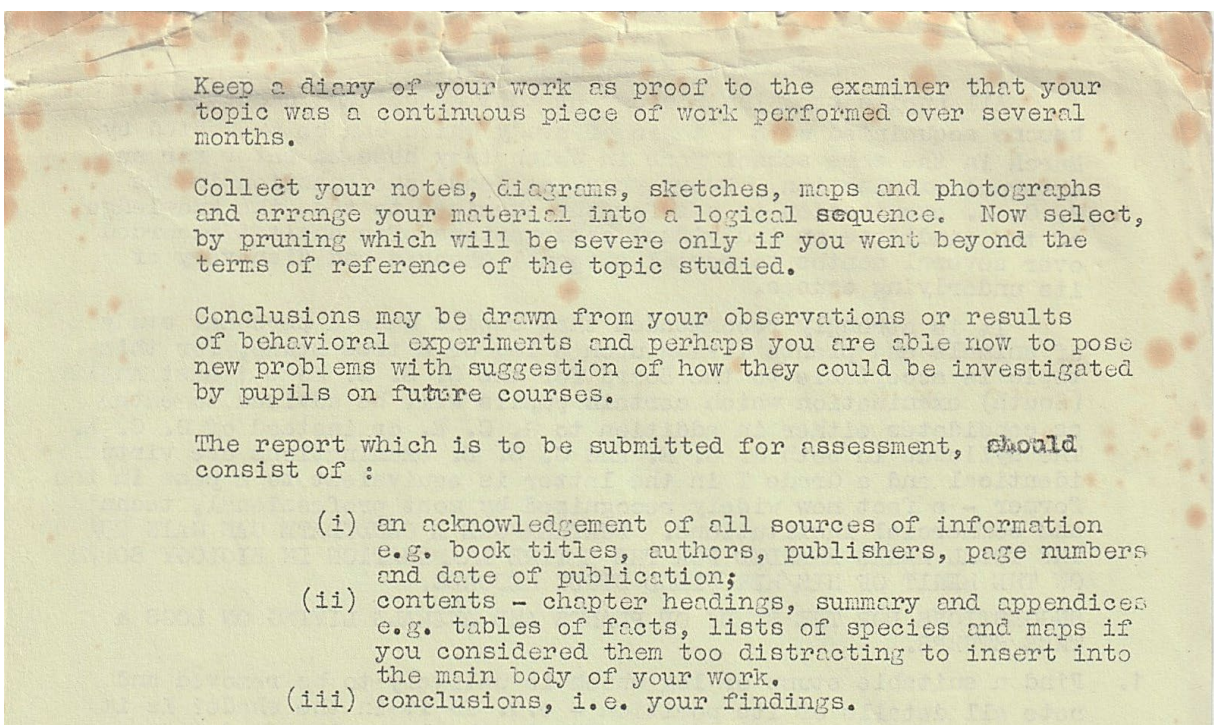 Keep a diary of your work as proof to the examiner that your
topic was a continuous piece of work performed over several
months.
Collect your notes, diagrams, sketches, maps and photographs
and arrange your material into a logical sequence. Now select,
by pruning which will be severe only if you went beyond the
terms of reference of the topic studied.
Conclusions may be drawn from your observations or results
of behavioral experiments and perhaps you are able now to pose
new problems with suggestion of how they could be investigated
by pupils on future courses.
The report which is to be submitted for assessment, should
consist of :
(i) an acknowledgement of all sources of information
e.g. book titles, authors, publishers, page numbers
and date of publication;
(ii) contents - chapter headings, summary and appendices
e.g. tables of facts, lists of species and maps if
you considered them too distracting to insert into
the main body of your work.
(iii) conclusions, i.e. your findings.